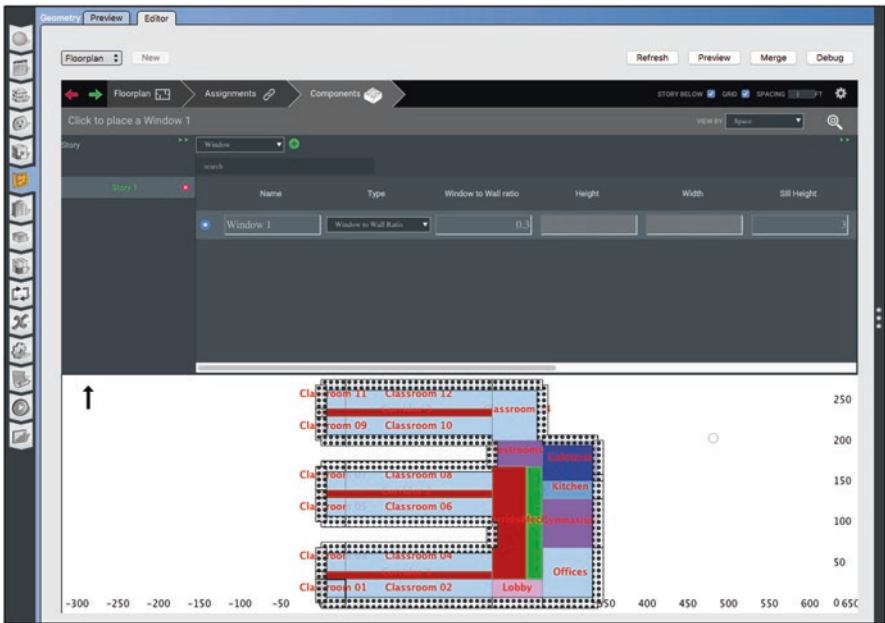 Geometry Preview Editor
Floorplan New Refresh Preview Merge Debug
Floorplan Assignments Components STORY BELOW GRID SPACING FT
Click to place a Window 1 VIEW BY Space
Story Window
search
Story 1 Name Type Window to Wall ratio Height Width Sill Height
Window 1 Window to Wall Ratio 0.3 3
Classroom 12
250
Classroom 10
200
Classroom 08
Kitchen
150
Classroom 06
100
Classroom 04
Offices
50
Classroom 02 Lobby
-300 -250 -200 -150 -100 -50 400 450 500 550 600 0 650